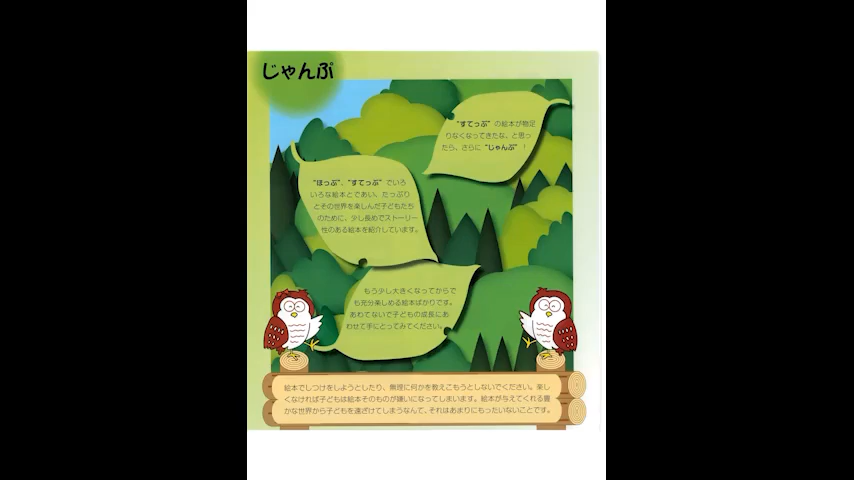 じゃんぷ
“すてっぷ” の絵本が物足
りなくなってきたな、と思っ
たら、さらに “じゃんぷ” ！
“ほっぷ”、“すてっぷ” でいろ
いろな絵本とであい、たっぷり
とその世界を楽しんだ子どもたち
のために、少し長めでストーリー
性のある絵本を紹介しています。
もう少し大きくなってからで
も充分楽しめる絵本ばかりです。
あわてないで子どもの成長にあ
わせて手にとってみてください。
絵本でしつけをしようとしたり、無理に何かを教えこもうとしないでください。楽し
くなければ子どもは絵本そのものが嫌いになってしまいます。絵本が与えてくれる豊
かな世界から子どもを遠ざけてしまうなんて、それはあまりにもったいないことです。